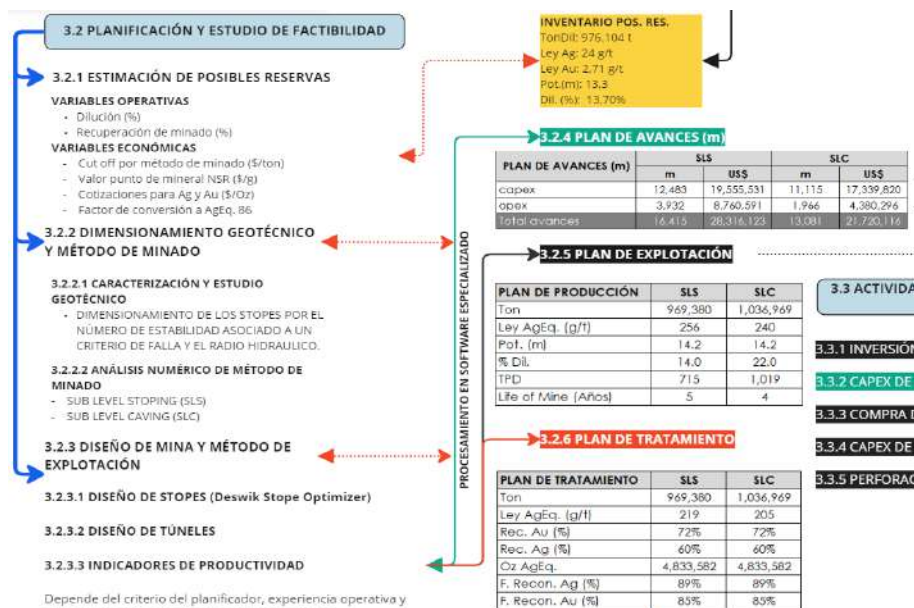 3.2 PLANIFICACIÓN Y ESTUDIO DE FACTIBILIDAD
3.2.1 ESTIMACIÓN DE POSIBLES RESERVAS
VARIABLES OPERATIVAS
- Dilución (%)
- Recuperación de minado (%)
VARIABLES ECONÓMICAS
- Cut off por método de minado ($/ton)
- Valor punto de mineral NSR ($/g)
- Cotizaciones para Ag y Au ($/Oz)
- Factor de conversión a AgEq. 86
3.2.2 DIMENSIONAMIENTO GEOTÉCNICO
Y MÉTODO DE MINADO
3.2.2.1 CARACTERIZACIÓN Y ESTUDIO
GEOTÉCNICO
- DIMENSIONAMIENTO DE LOS STOPES POR EL
NÚMERO DE ESTABILIDAD ASOCIADO A UN
CRITERIO DE FALLA Y EL RADIO HIDRAULICO.
3.2.2.2 ANÁLISIS NUMÉRICO DE MÉTODO DE
MINADO
- SUB LEVEL STOPING (SLS)
- SUB LEVEL CAVING (SLC)
3.2.3 DISEÑO DE MINA Y MÉTODO DE
EXPLOTACIÓN
3.2.3.1 DISEÑO DE STOPES (Deswik Stope Optimizer)
3.2.3.2 DISEÑO DE TÚNELES
3.2.3.3 INDICADORES DE PRODUCTIVIDAD
Depende del criterio del planificador, experiencia operativa y
PROCESAMIENTO EN SOFTWARE ESPECIALIZADO
INVENTARIO POS. RES.
TonDil: 976,104 t
Ley Ag: 24 g/t
Ley Au: 2,71 g/t
Pot.(m): 13,3
Dil. (%): 13,70%
3.2.4 PLAN DE AVANCES (m)
PLAN DE AVANCES (m) SLS SLC
m US$ m US$
capex 12,483 19,555,531 11,115 17,339,820
opex 3,932 8,760,591 1,966 4,380,296
Total avances 16,415 28,316,123 13,081 21,720,116
3.2.5 PLAN DE EXPLOTACIÓN
PLAN DE PRODUCCIÓN SLS SLC
Ton 969,380 1,036,969
Ley AgEq. (g/t) 256 240
Pot. (m) 14.2 14.2
% Dil. 14.0 22.0
TPD 715 1,019
Life of Mine (Años) 5 4
3.2.6 PLAN DE TRATAMIENTO
PLAN DE TRATAMIENTO SLS SLC
Ton 969,380 1,036,969
Ley AgEq. (g/t) 219 205
Rec. Au (%) 72% 72%
Rec. Ag (%) 60% 60%
Oz AgEq. 4,833,582 4,833,582
F. Recon. Ag (%) 89% 89%
F. Recon. Au (%) 85% 85%
3.3 ACTIVIDA
3.3.1 INVERSIÓN
3.3.2 CAPEX DE
3.3.3 COMPRA D
3.3.4 CAPEX DE
3.3.5 PERFORAC